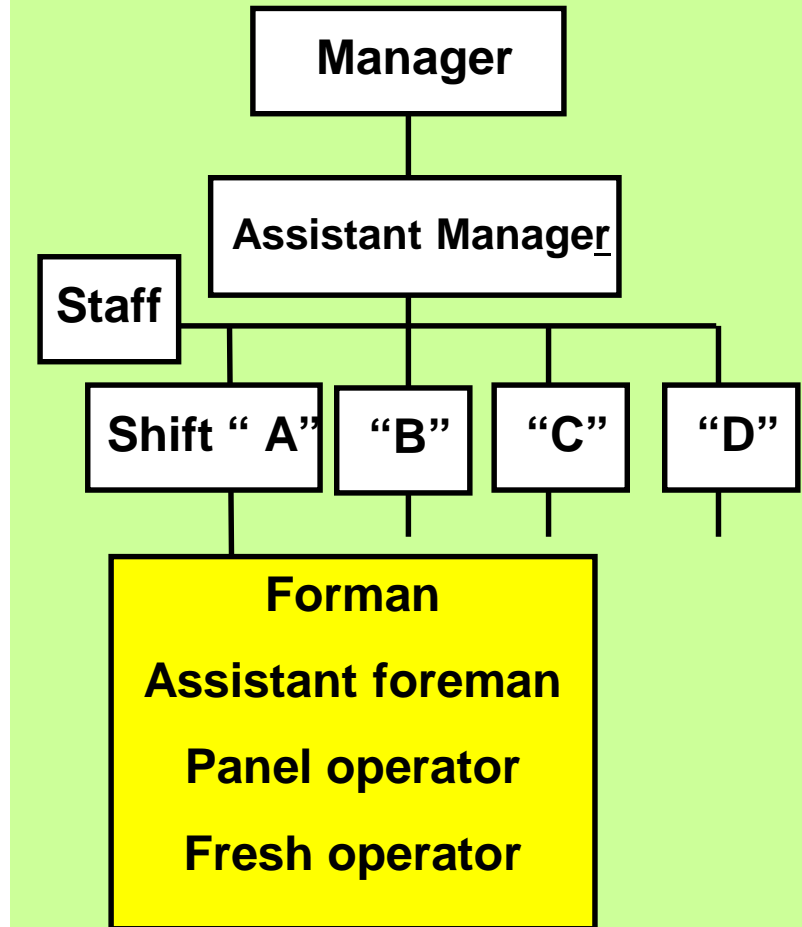 Manager
Assistant Manager
Staff
Shift “ A”
“B”
“C”
“D”
Forman
Assistant foreman
Panel operator
Fresh operator